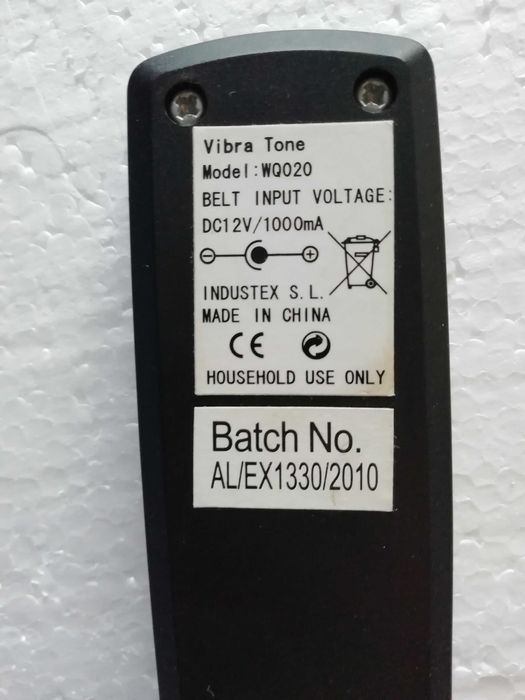 Vibra Tone
Model:WQ020
BELT INPUT VOLTAGE:
DC12V/1000mA
INDUSTEX S.L.
MADE IN CHINA
CE
HOUSEHOLD USE ONLY
Batch No.
AL/EX1330/2010